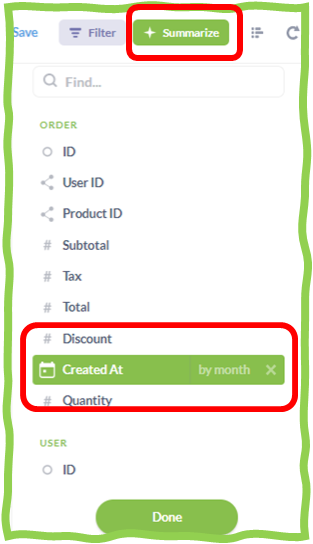 Save Filter Summarize
Find...
ORDER
ID
User ID
Product ID
# Subtotal
# Tax
# Total
# Discount
Created At by month
# Quantity
USER
ID
Done